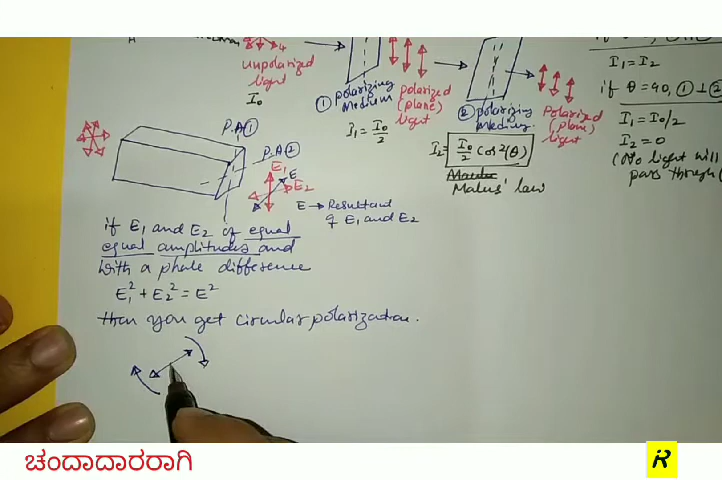 unpolarized
light
I₀
① polarizing
medium
I₁ = I₀/2
polarized
(plane)
light
② polarizing
medium
I₂ = I₀/2 cos²(θ)
Malus' law
Polarized
(plane)
light
I₁ = I₂
if θ = 90, ① ⊥ ②
I₁ = I₀/2
I₂ = 0
(No light will
pass through
P.A ①
P.A ②
E₁
E
E₂
E → Resultant
of E₁ and E₂
if E₁ and E₂ of equal
equal amplitudes and
with a phase difference
E₁² + E₂² = E²
then you get circular polarization.
ಚಂದಾದಾರರಾಗಿ
R